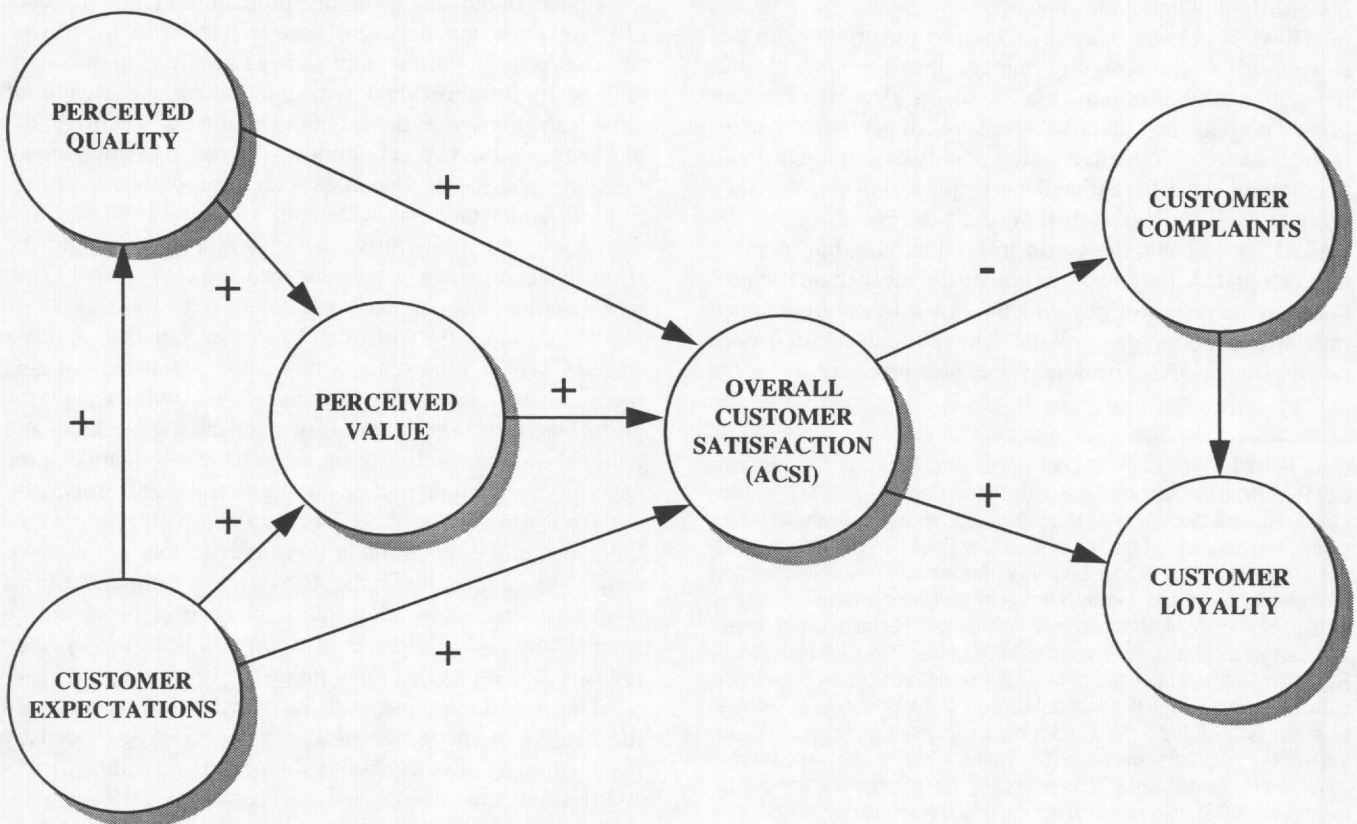 PERCEIVED
QUALITY
+
CUSTOMER
COMPLAINTS
+
-
PERCEIVED
VALUE
+
OVERALL
CUSTOMER
SATISFACTION
(ACSI)
+
+
+
CUSTOMER
LOYALTY
CUSTOMER
EXPECTATIONS
+